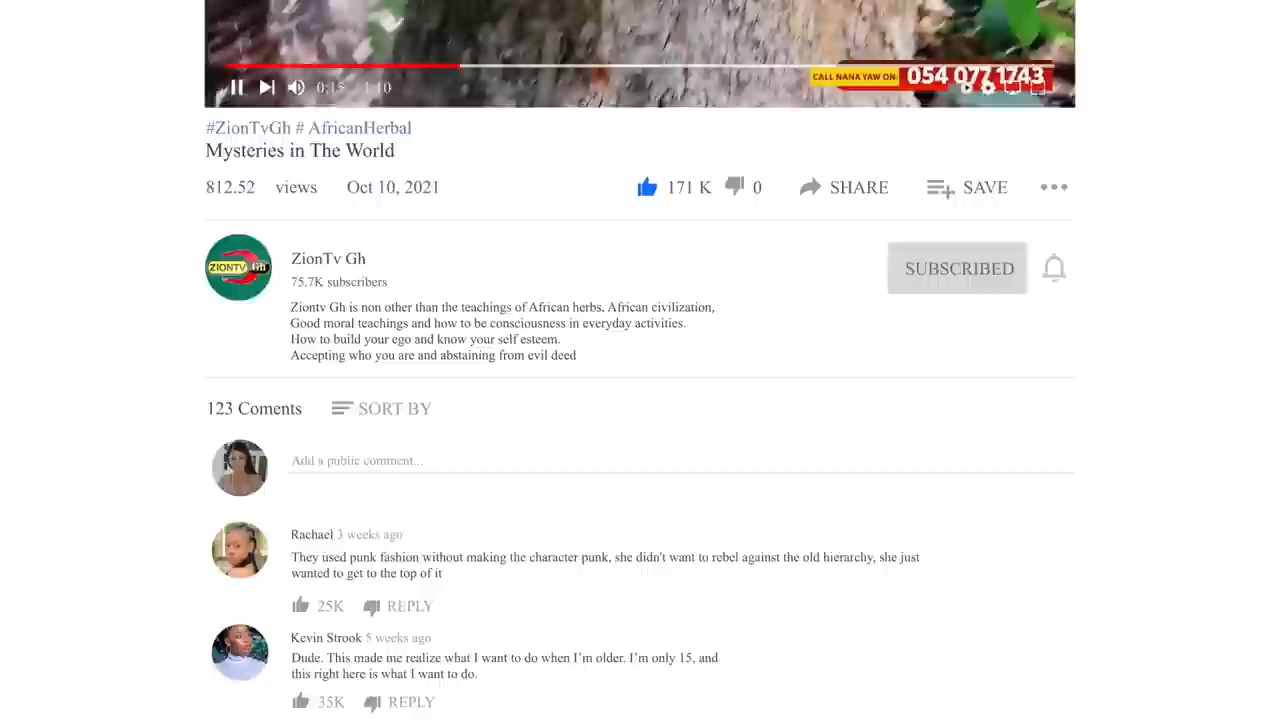 CALL NANA YAW ON: 054 077 1743
0:15 1:10
#ZionTvGh # AfricanHerbal
Mysteries in The World
812.52 views Oct 10, 2021 171 K 0 SHARE SAVE
ZIONTV Gh
ZionTv Gh
SUBSCRIBED
75.7K subscribers
Ziontv Gh is non other than the teachings of African herbs. African civilization,
Good moral teachings and how to be consciousness in everyday activities.
How to build your ego and know your self esteem.
Accepting who you are and abstaining from evil deed
123 Coments SORT BY
Add a public comment...
Rachael 3 weeks ago
They used punk fashion without making the character punk, she didn't want to rebel against the old hierarchy, she just
wanted to get to the top of it
25K REPLY
Kevin Strook 5 weeks ago
Dude. This made me realize what I want to do when I'm older. I'm only 15, and
this right here is what I want to do.
35K REPLY